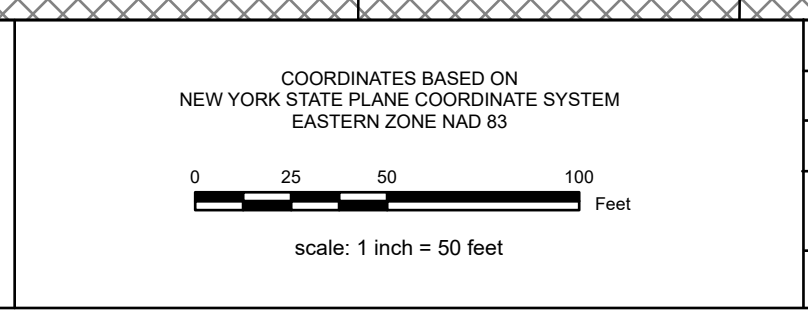 COORDINATES BASED ON
NEW YORK STATE PLANE COORDINATE SYSTEM
EASTERN ZONE NAD 83
0 25 50 100
Feet
scale: 1 inch = 50 feet